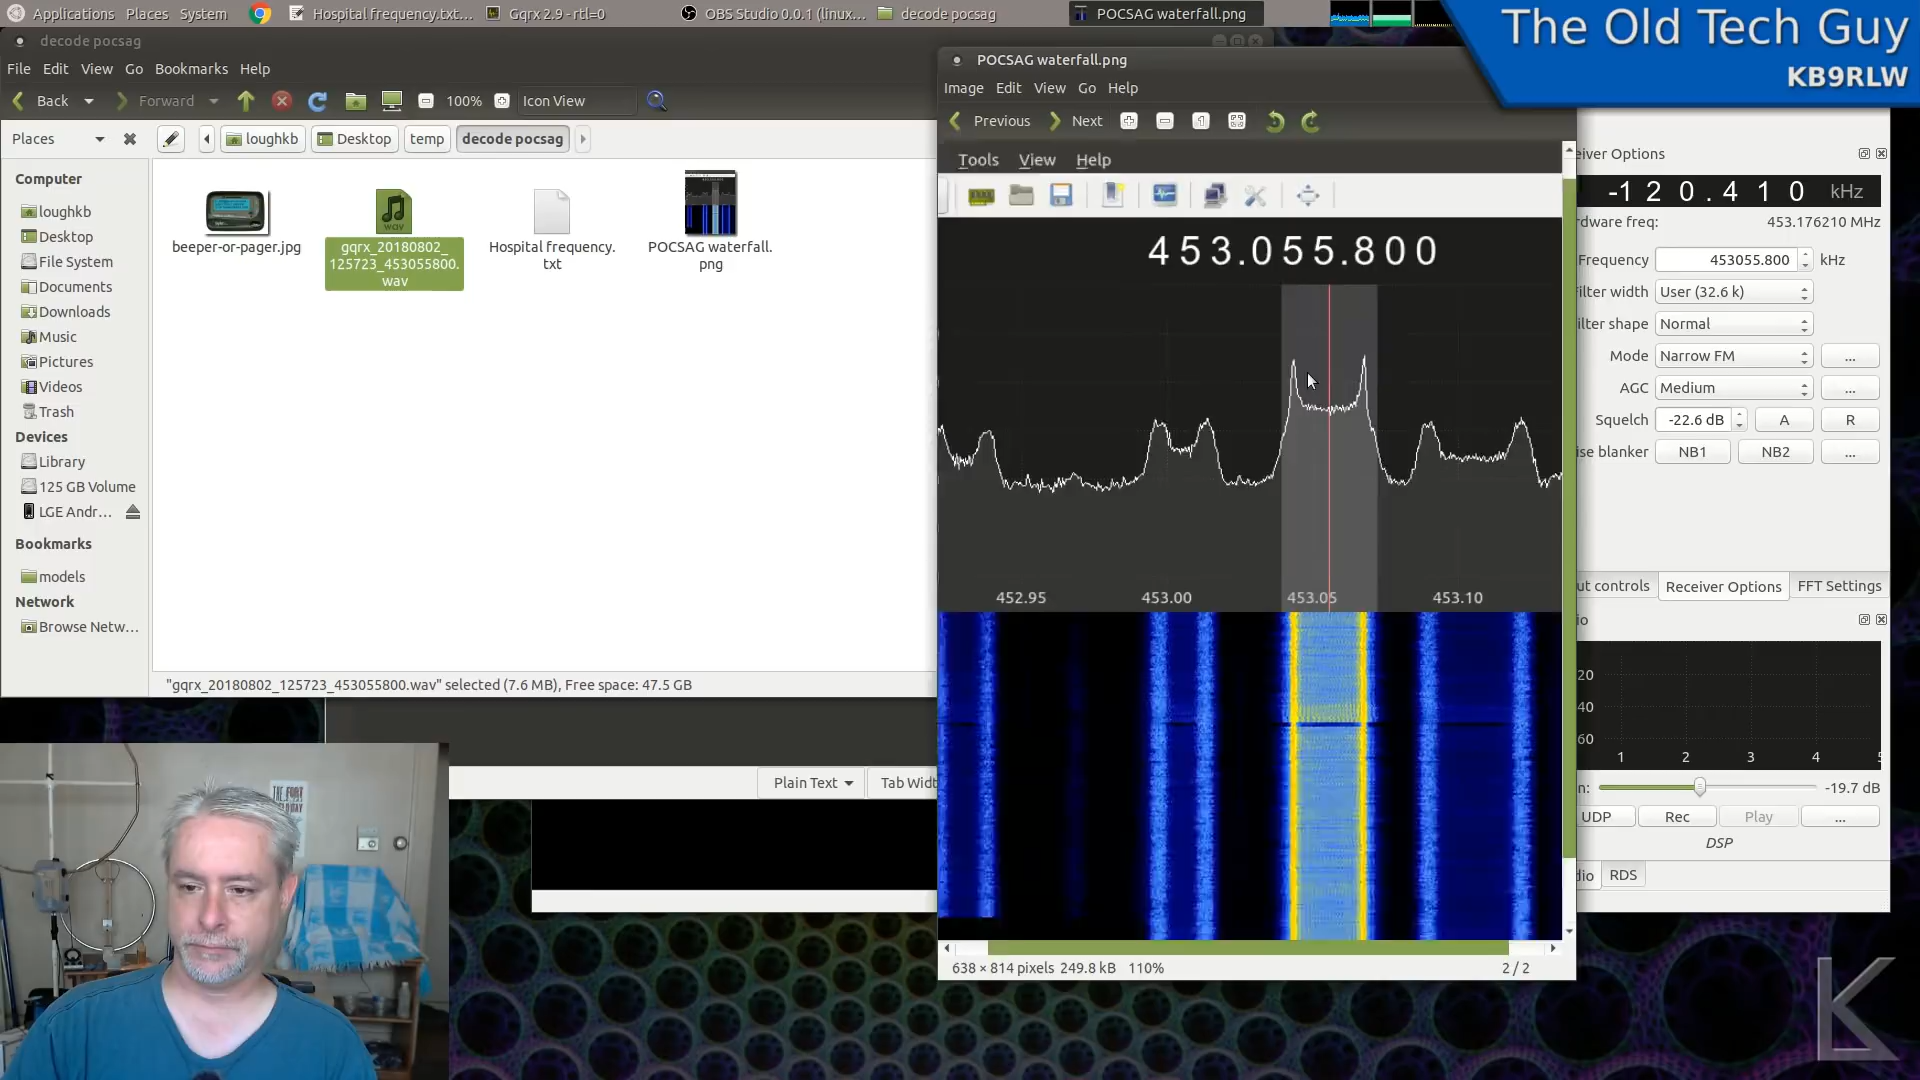 Applications Places System Hospital frequency.txt... Gqrx 2.9 - rtl=0 OBS Studio 0.0.1 (linux... decode pocsag POCSAG waterfall.png
The Old Tech Guy
KB9RLW
decode pocsag
File Edit View Go Bookmarks Help
Back Forward 100% Icon View
Places loughkb Desktop temp decode pocsag
Computer
loughkb
Desktop
File System
Documents
Downloads
Music
Pictures
Videos
Trash
Devices
Library
125 GB Volume
LGE Andr...
Bookmarks
models
Network
Browse Netw...
beeper-or-pager.jpg
gqrx_20180802_
125723_453055800.
wav
Hospital frequency.
txt
POCSAG waterfall.
png
"gqrx_20180802_125723_453055800.wav" selected (7.6 MB), Free space: 47.5 GB
Plain Text Tab Widt
POCSAG waterfall.png
Image Edit View Go Help
Previous Next
Tools View Help
453.055.800
452.95 453.00 453.05 453.10
638 × 814 pixels 249.8 kB 110% 2 / 2
eiver Options
-120.410 kHz
rdware freq: 453.176210 MHz
Frequency 453055.800 kHz
ilter width User (32.6 k)
ilter shape Normal
Mode Narrow FM ...
AGC Medium ...
Squelch -22.6 dB A R
ise blanker NB1 NB2 ...
ut controls Receiver Options FFT Settings
io
20
40
60
1 2 3 4 5
n: -19.7 dB
UDP Rec Play ...
DSP
dio RDS
K